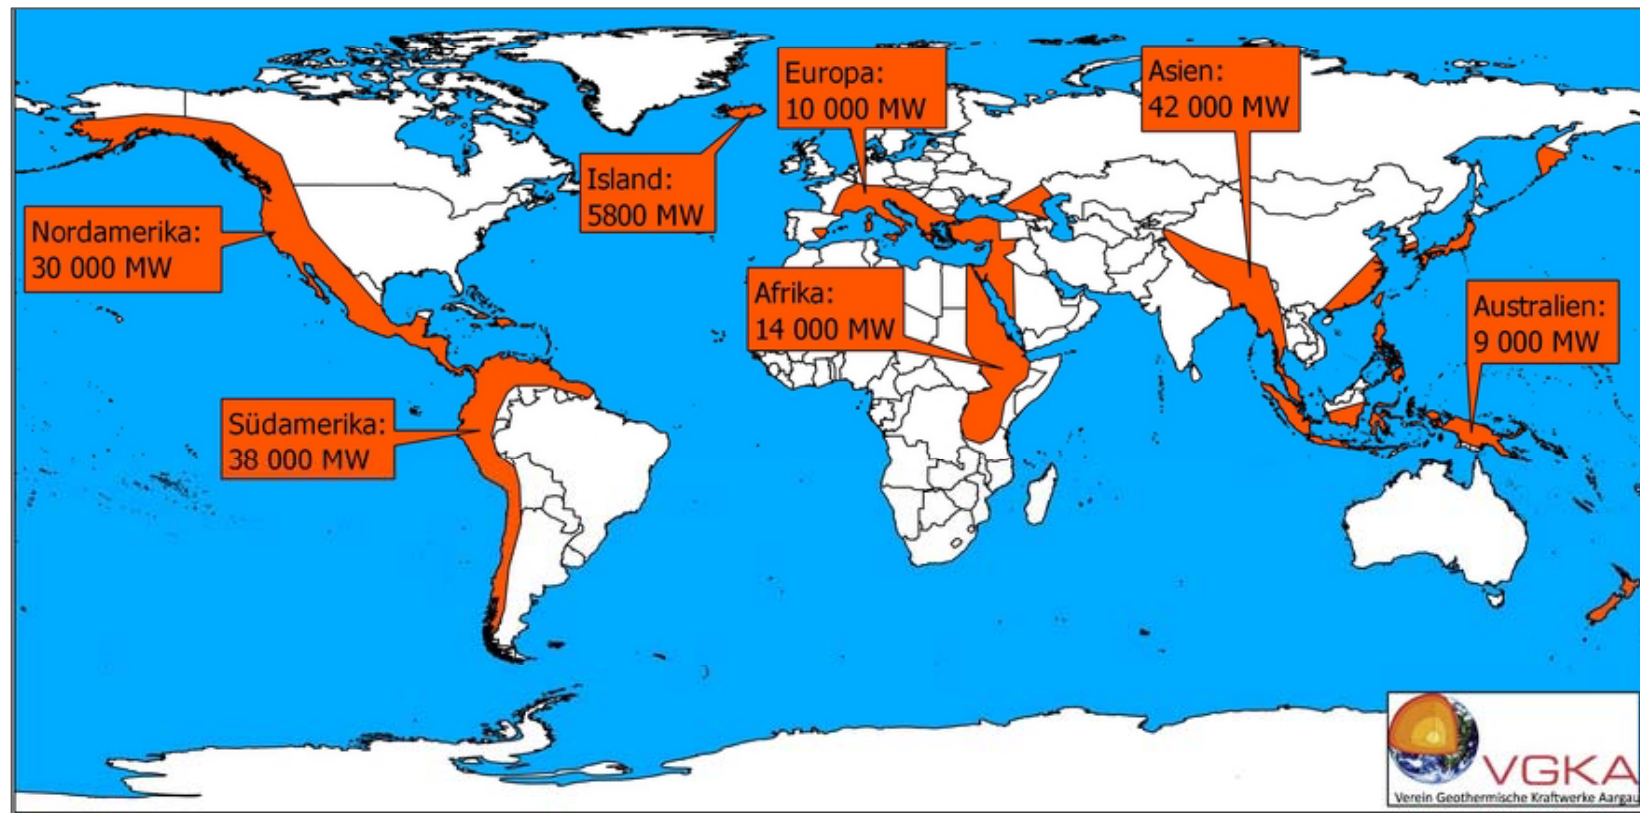 Europa:
10 000 MW
Asien:
42 000 MW
Island:
5800 MW
Nordamerika:
30 000 MW
Afrika:
14 000 MW
Australien:
9 000 MW
Südamerika:
38 000 MW
VGKA
Verein Geothermische Kraftwerke Aargau